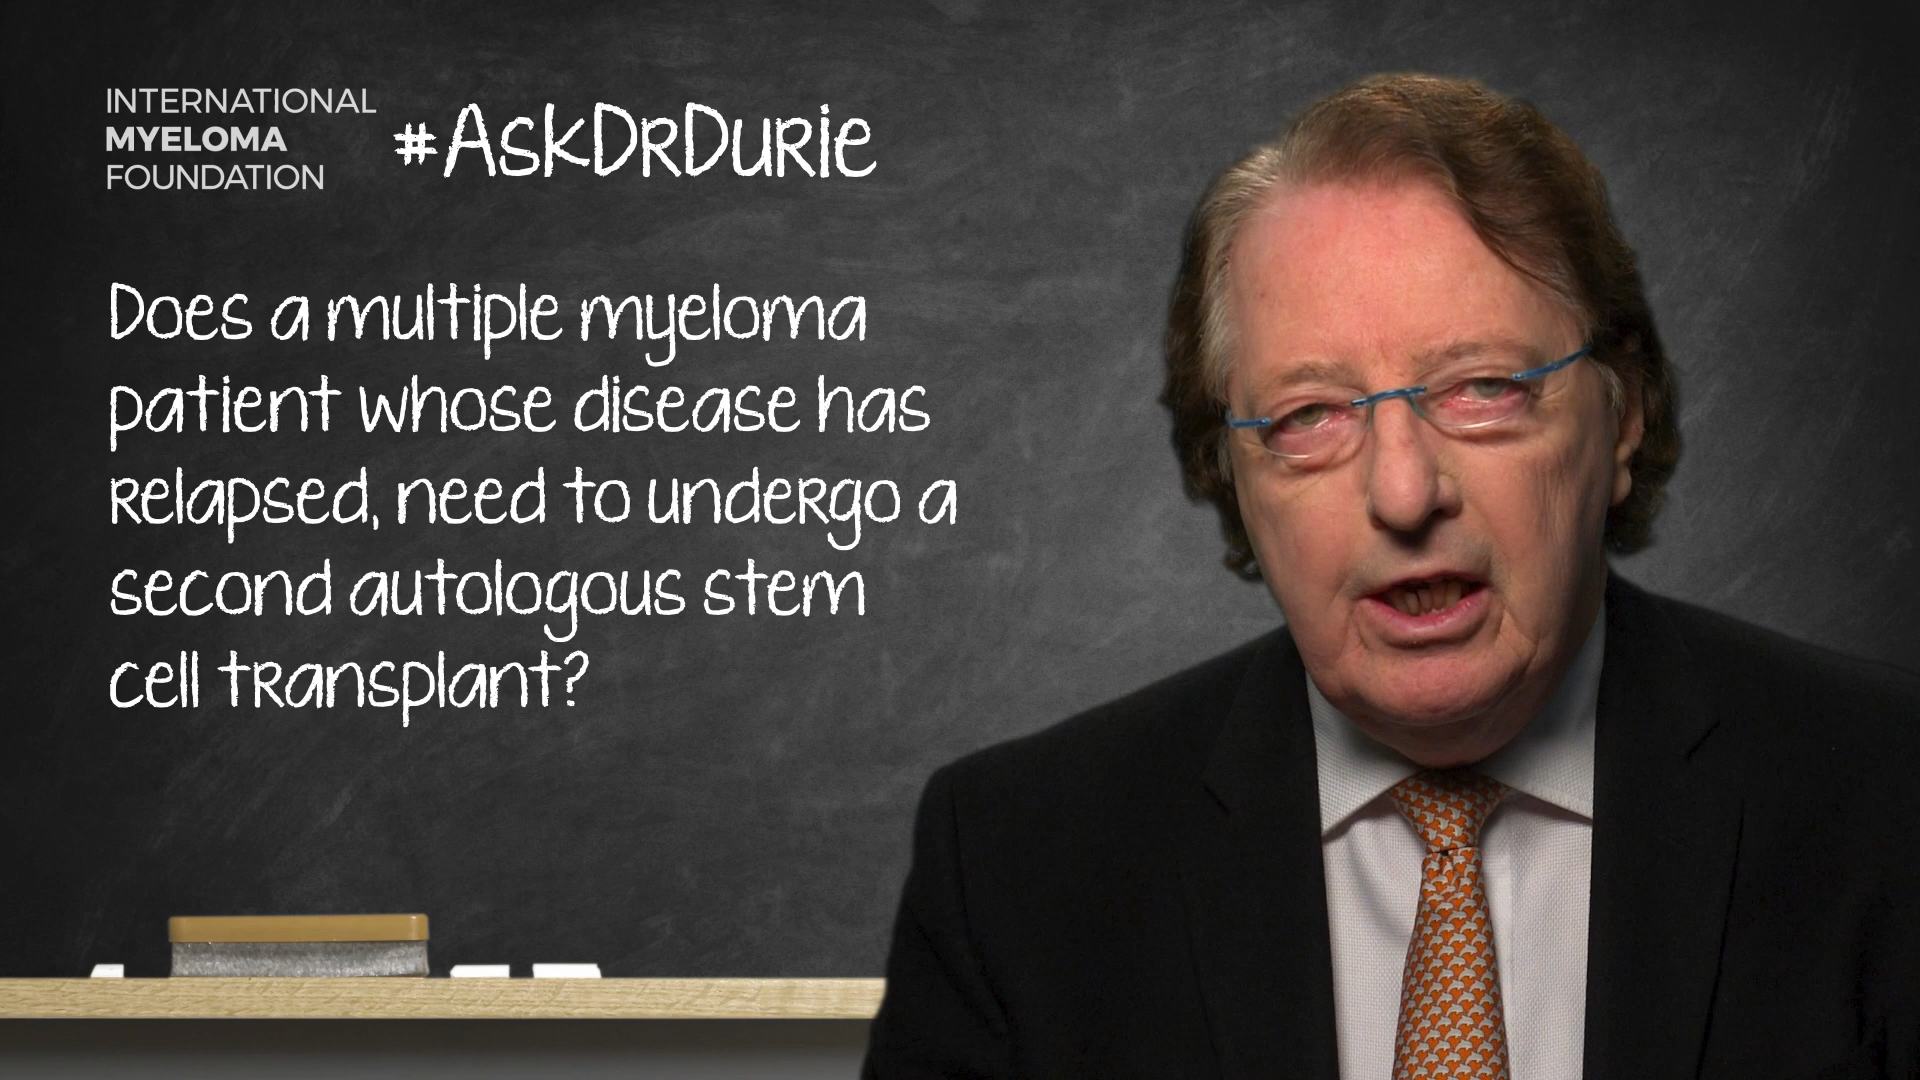 INTERNATIONAL
MYELOMA
FOUNDATION
#AskDrDurie
Does a multiple myeloma
patient whose disease has
relapsed, need to undergo a
second autologous stem
cell transplant?